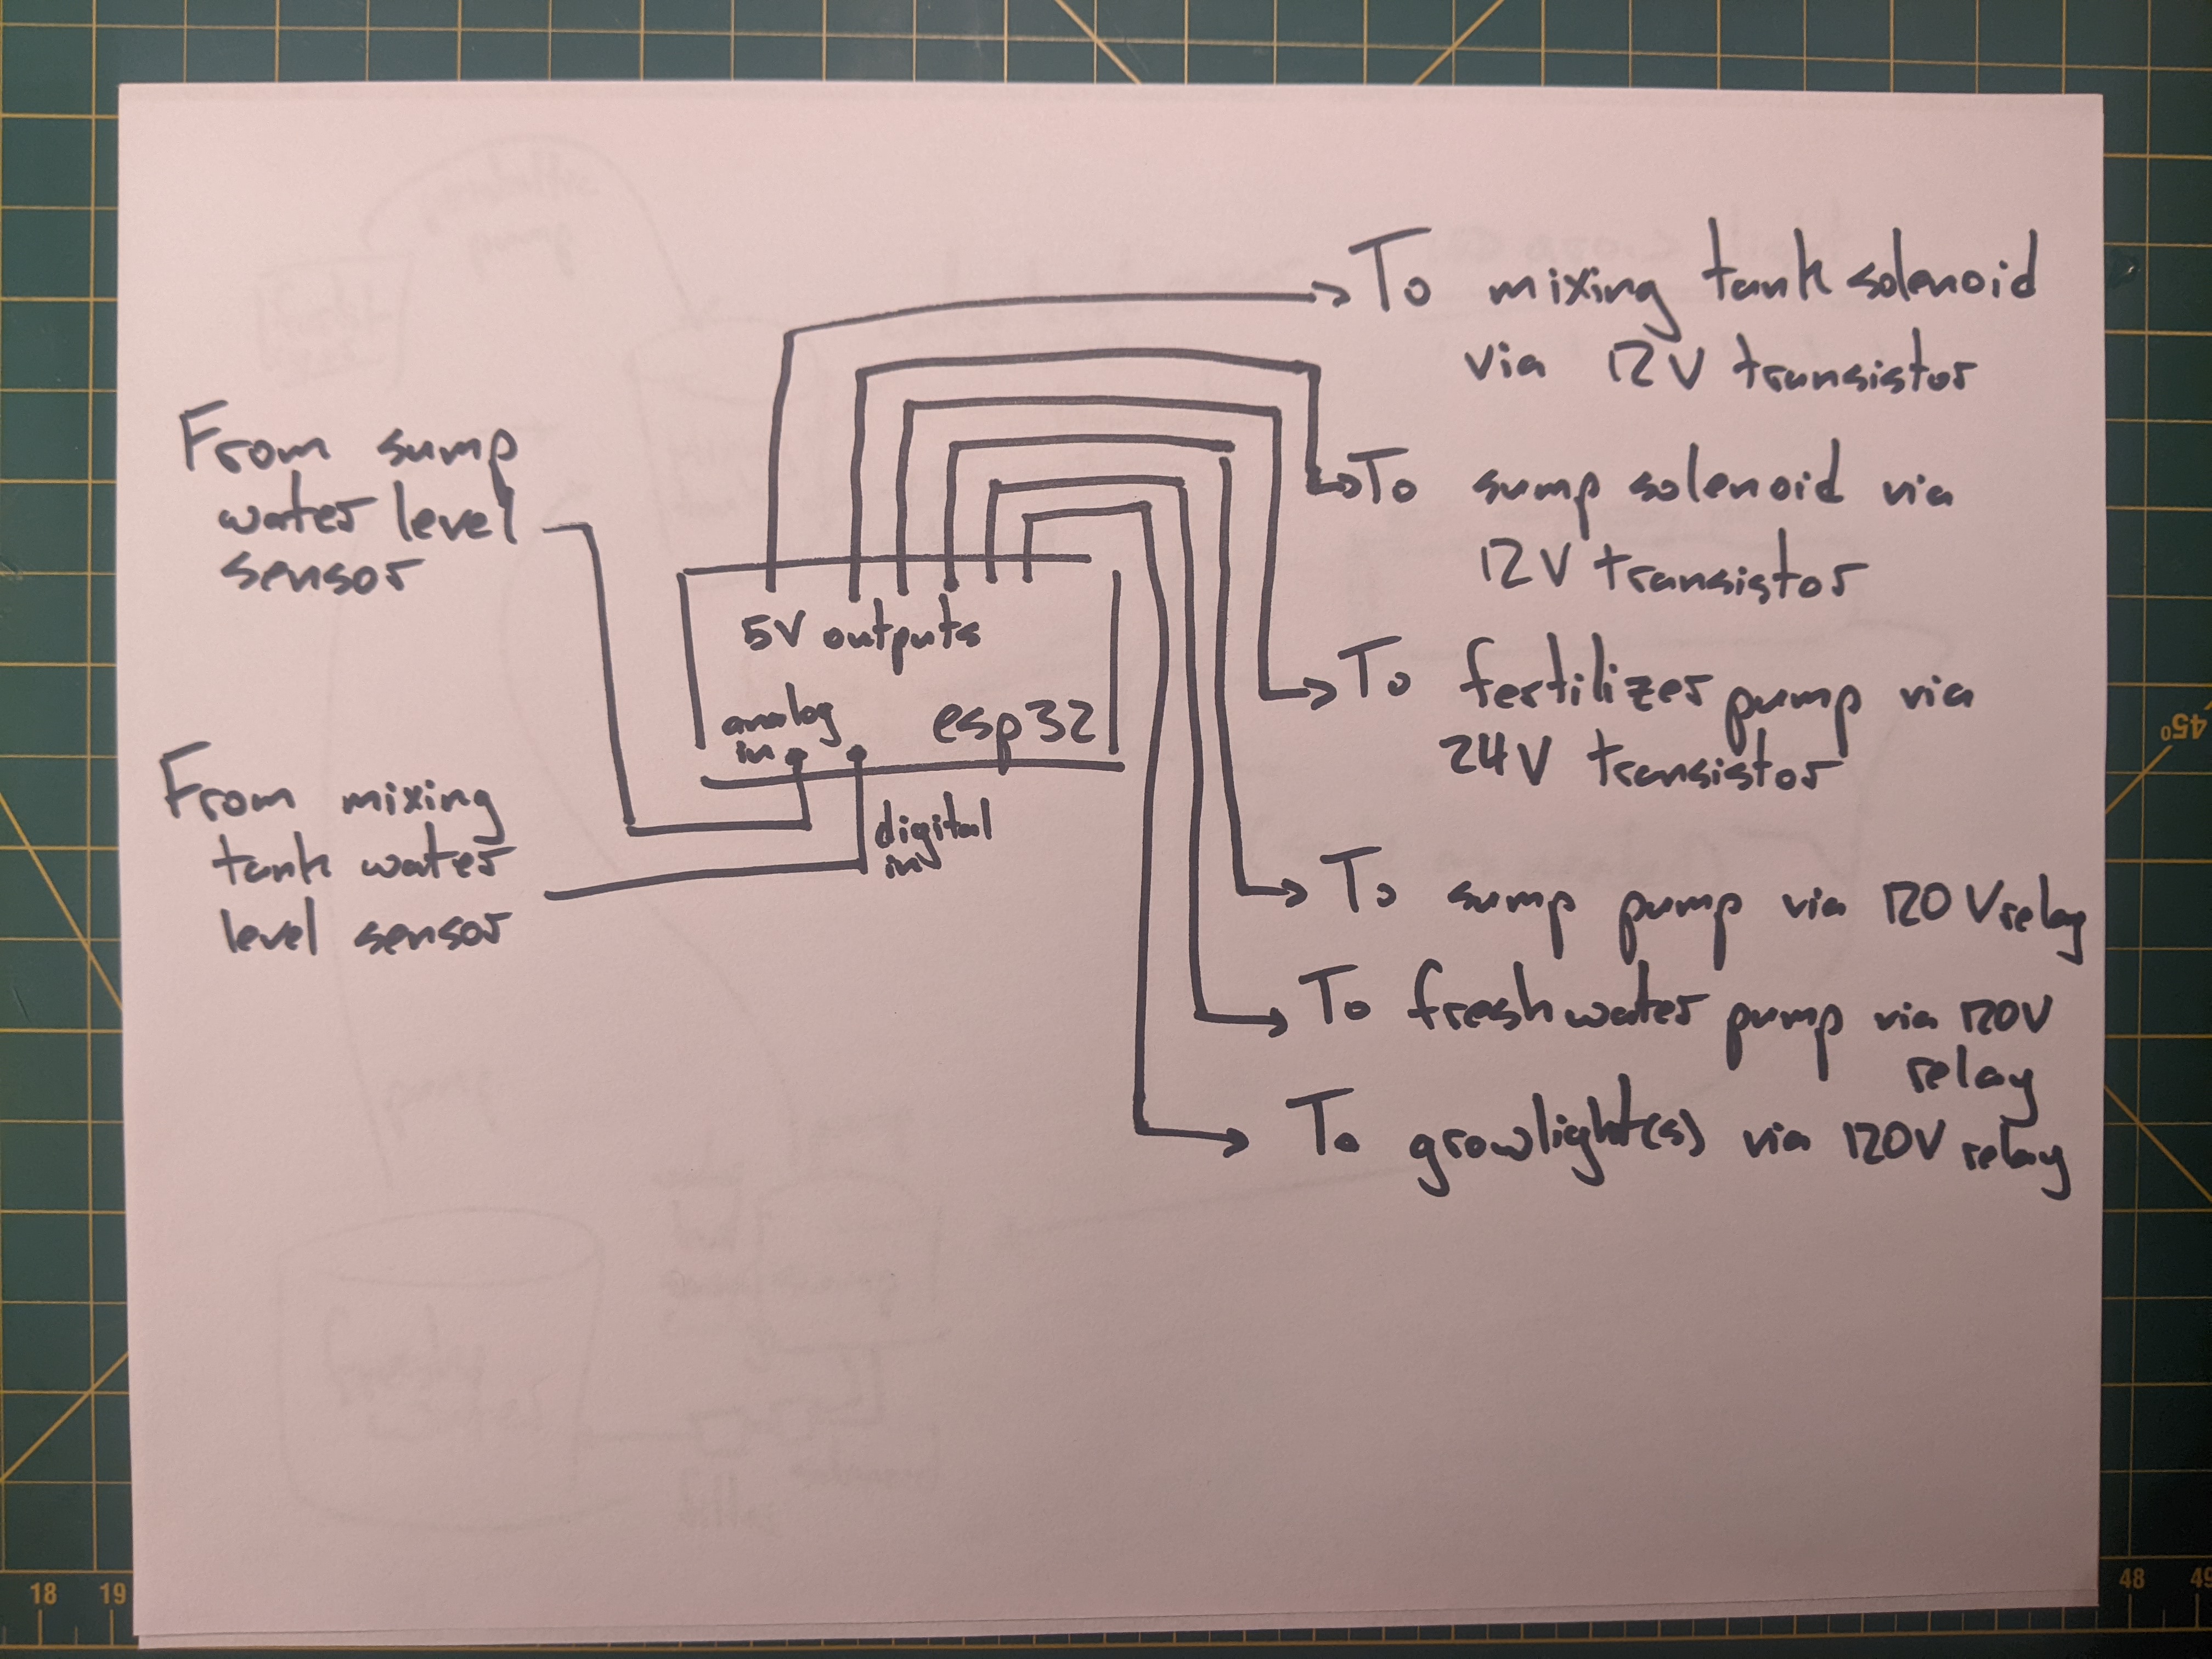 To mixing tank solenoid
via 12V transistor
From sump
water level
sensor
To sump solenoid via
12V transistor
5V outputs
analog
in
esp32
To fertilizer pump via
24V transistor
From mixing
tank water
level sensor
digital
in
To sump pump via 120V relay
To freshwater pump via 120V
relay
To growlight(s) via 120V relay
45°
18 19
48 49